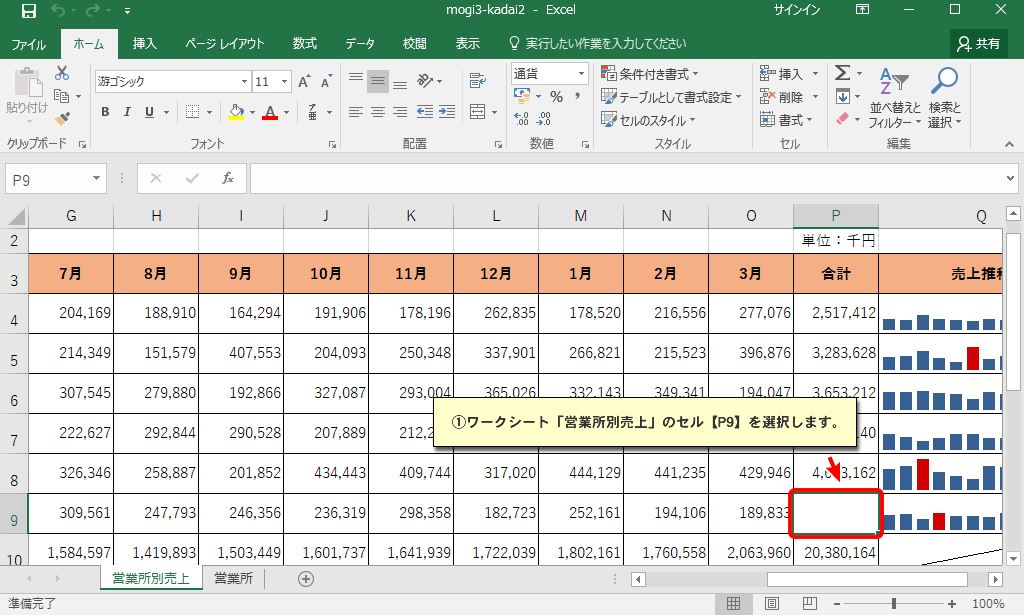 mogi3-kadai2 - Excel サインイン
ファイル ホーム 挿入 ページ レイアウト 数式 データ 校閲 表示 実行したい作業を入力してください 共有
貼り付け 游ゴシック 11 A A 通貨 条件付き書式 挿入 Σ
% , テーブルとして書式設定 削除 並べ替えと 検索と
B I U A セルのスタイル 書式 フィルター 選択
クリップボード フォント 配置 数値 スタイル セル 編集
P9 fx
G H I J K L M N O P Q
2 単位：千円
3 7月 8月 9月 10月 11月 12月 1月 2月 3月 合計 売上推移
4 204,169 188,910 164,294 191,906 178,196 262,835 178,520 216,556 277,076 2,517,412
5 214,349 151,579 407,553 204,093 250,348 337,901 266,821 215,523 396,876 3,283,628
6 307,545 279,880 192,866 327,087 293,004 365,026 332,143 349,341 194,047 3,653,212
①ワークシート「営業所別売上」のセル【P9】を選択します。
7 222,627 292,844 290,528 207,889
8 326,346 258,887 201,852 434,443 409,744 317,020 444,129 441,235 429,946
9 309,561 247,793 246,356 236,319 298,358 182,723 252,161 194,106 189,833
10 1,584,597 1,419,893 1,503,449 1,601,737 1,641,939 1,722,039 1,802,161 1,760,558 2,063,960 20,380,164
営業所別売上 営業所
準備完了 100%